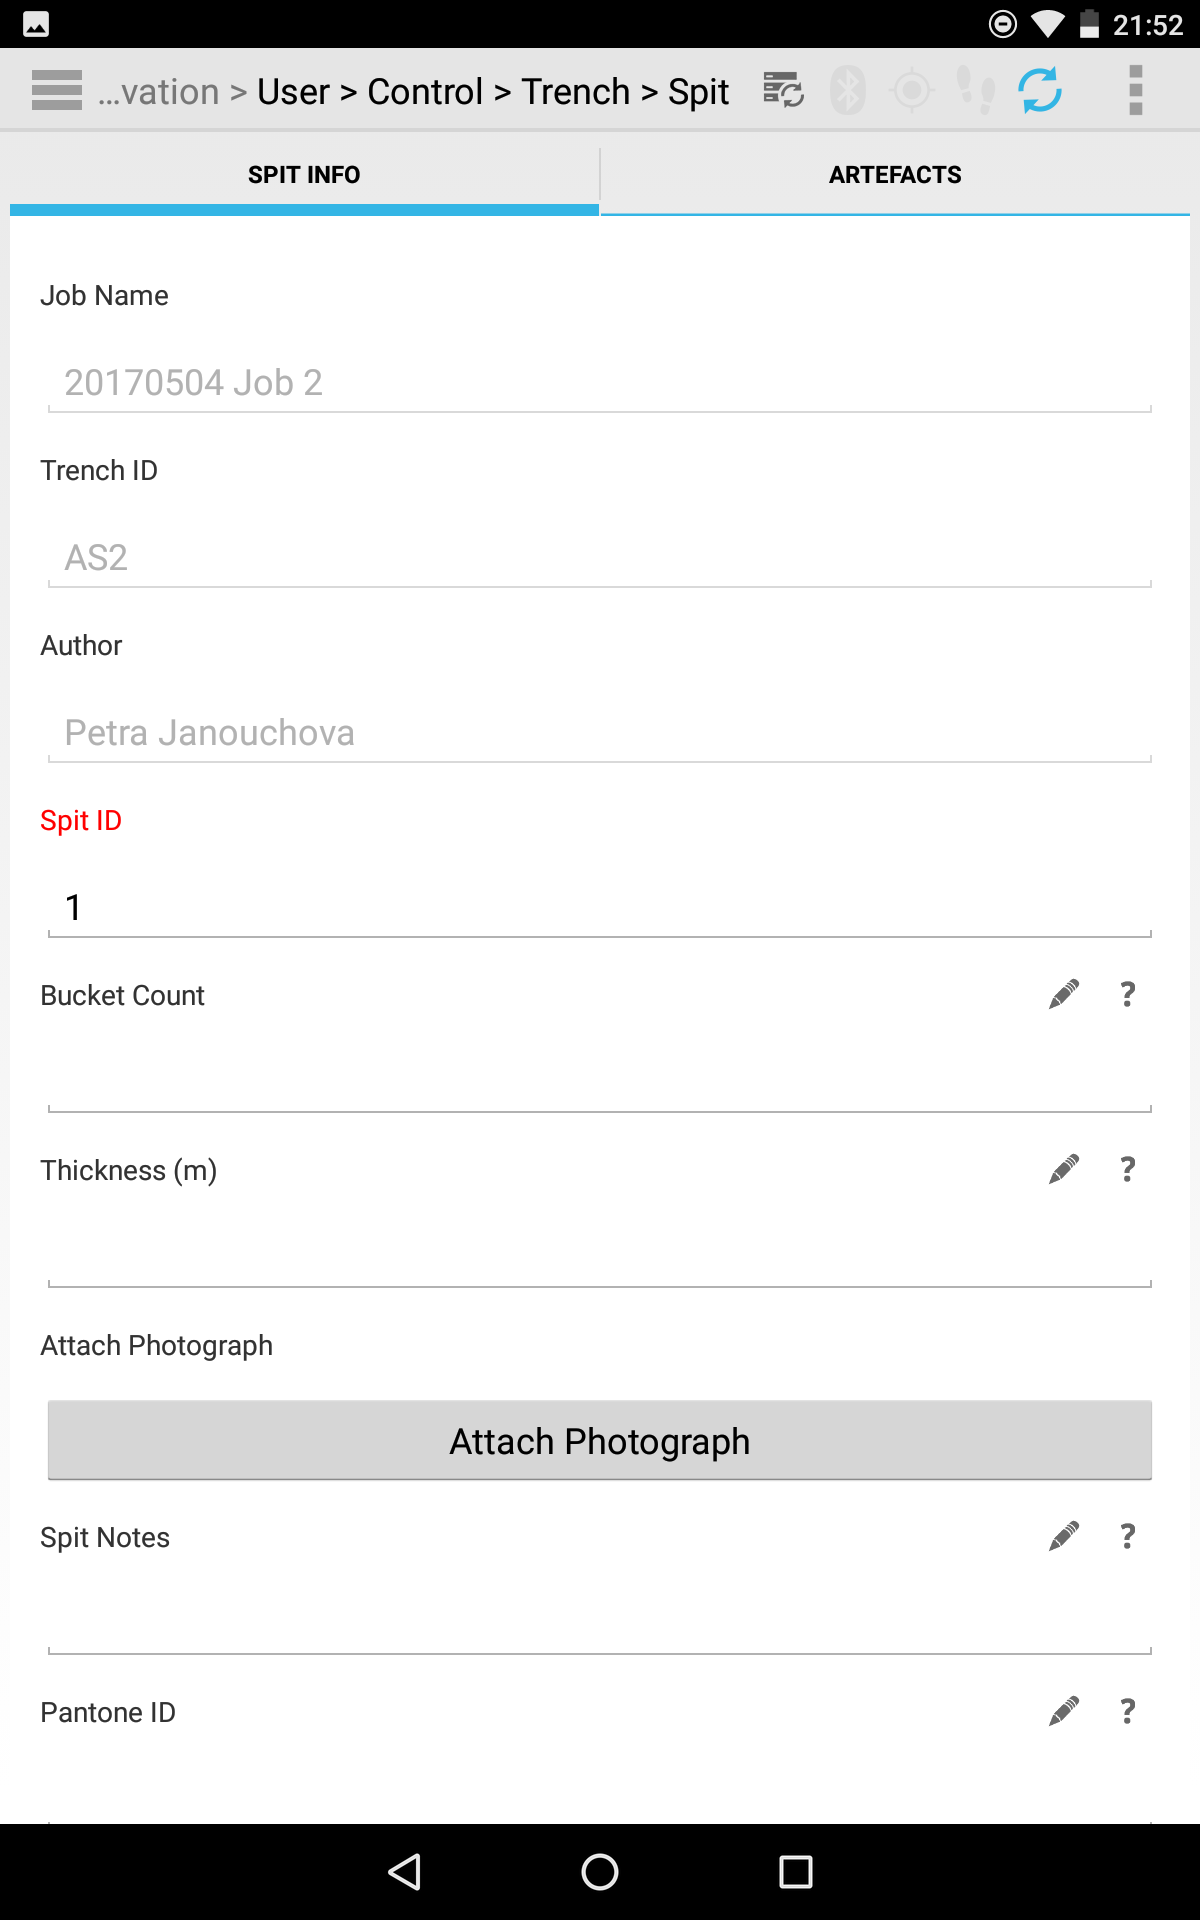 21:52
...vation > User > Control > Trench > Spit
SPIT INFO
ARTEFACTS
Job Name
20170504 Job 2
Trench ID
AS2
Author
Petra Janouchova
Spit ID
1
Bucket Count ?
Thickness (m) ?
Attach Photograph
Attach Photograph
Spit Notes ?
Pantone ID ?